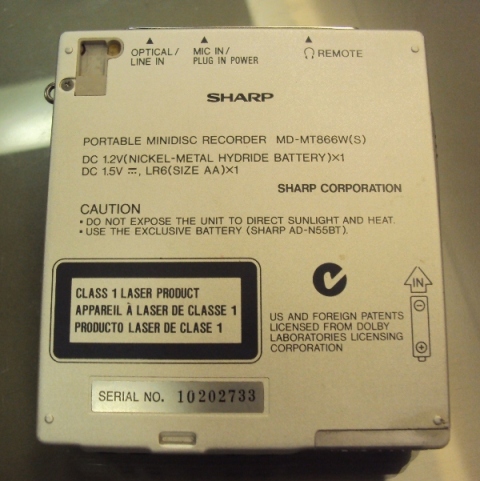 OPTICAL/
LINE IN
MIC IN/
PLUG IN POWER
REMOTE
SHARP
PORTABLE MINIDISC RECORDER MD-MT866W(S)
DC 1.2V(NICKEL-METAL HYDRIDE BATTERY)×1
DC 1.5V ⎓, LR6(SIZE AA)×1
SHARP CORPORATION
CAUTION
• DO NOT EXPOSE THE UNIT TO DIRECT SUNLIGHT AND HEAT.
• USE THE EXCLUSIVE BATTERY (SHARP AD-N55BT).
CLASS 1 LASER PRODUCT
APPAREIL À LASER DE CLASSE 1
PRODUCTO LASER DE CLASE 1
IN
US AND FOREIGN PATENTS
LICENSED FROM DOLBY
LABORATORIES LICENSING
CORPORATION
SERIAL NO. 10202733